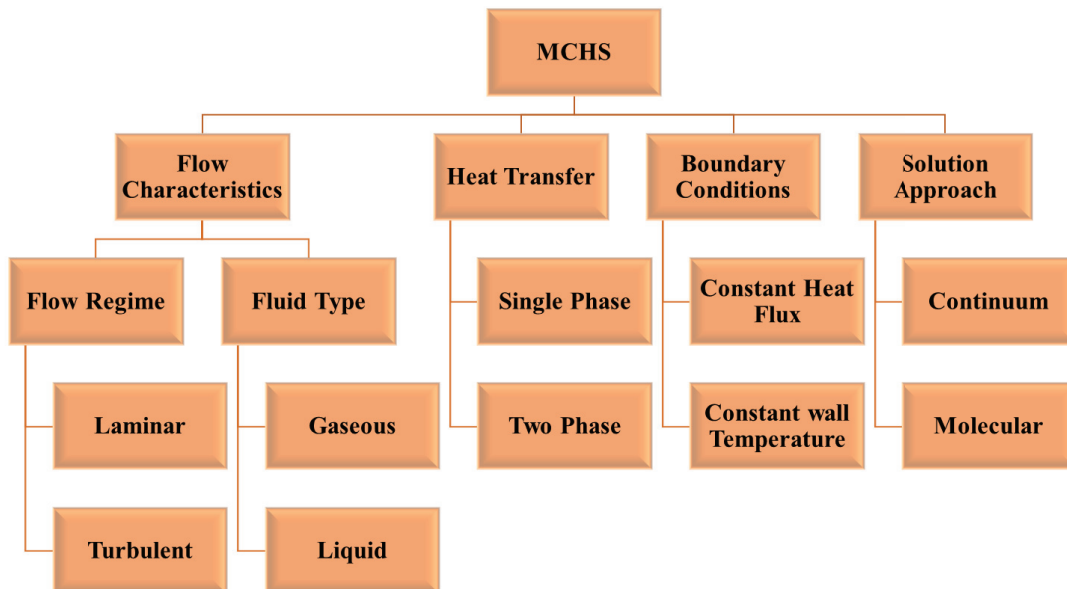 MCHS
Flow
Characteristics
Heat Transfer
Boundary
Conditions
Solution
Approach
Flow Regime
Fluid Type
Single Phase
Constant Heat
Flux
Continuum
Laminar
Gaseous
Two Phase
Constant wall
Temperature
Molecular
Turbulent
Liquid